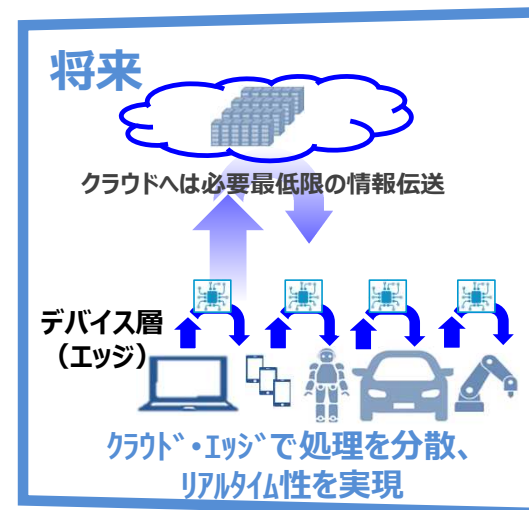 将来
クラウドへは必要最低限の情報伝送
デバイス層
（エッジ）
ｸﾗｳﾄﾞ・ｴｯｼﾞで処理を分散、
ﾘｱﾙﾀｲﾑ性を実現